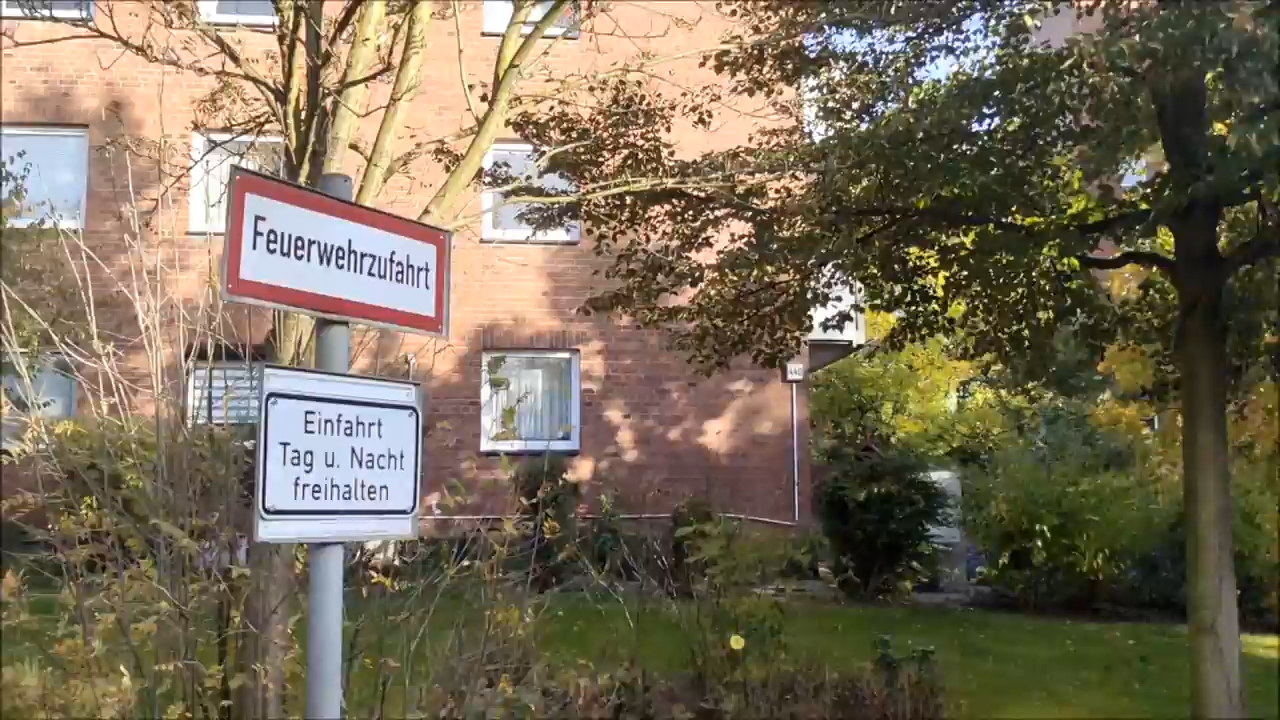 Feuerwehrzufahrt
Einfahrt
Tag u. Nacht
freihalten